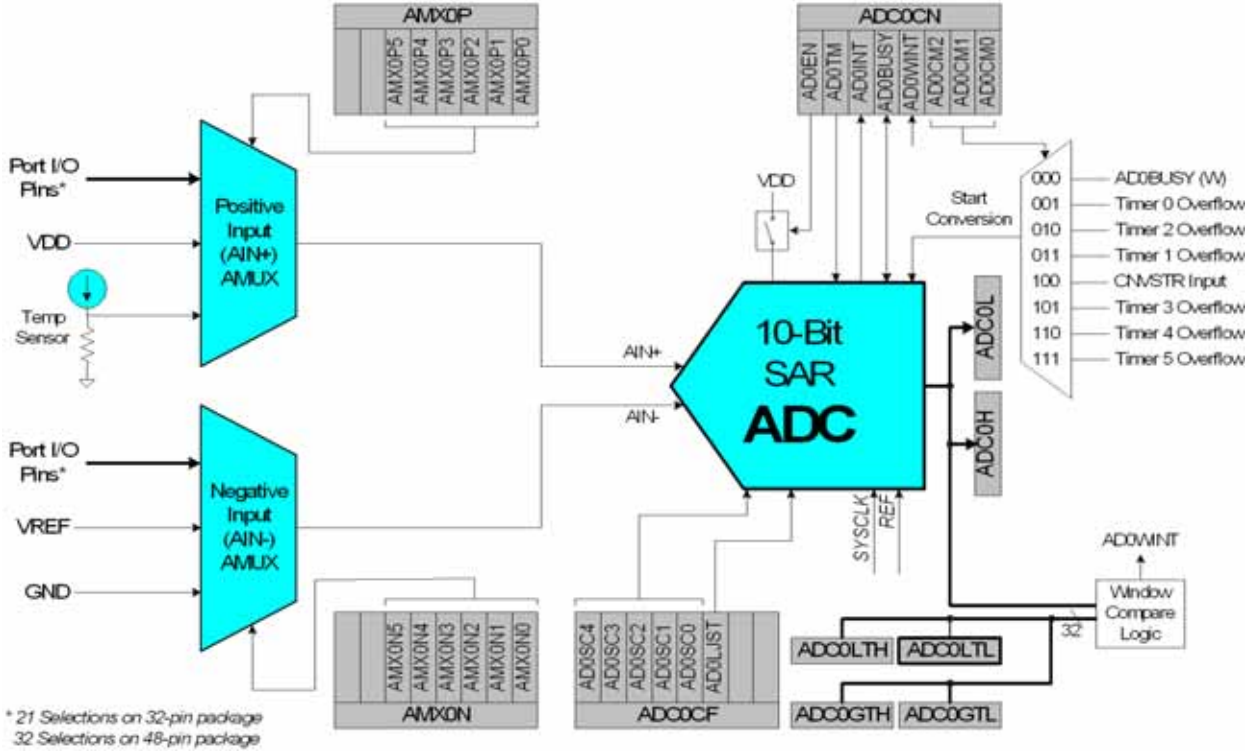 AMX0P
AMX0P5
AMX0P4
AMX0P3
AMX0P2
AMX0P1
AMX0P0
ADC0CN
AD0EN
AD0TM
AD0INT
AD0BUSY
AD0WINT
AD0CM2
AD0CM1
AD0CM0
Port I/O
Pins*
VDD
Temp
Sensor
Positive
Input
(AIN+)
AMUX
VDD
Start
Conversion
000 AD0BUSY (W)
001 Timer 0 Overflow
010 Timer 2 Overflow
011 Timer 1 Overflow
100 CNVSTR Input
101 Timer 3 Overflow
110 Timer 4 Overflow
111 Timer 5 Overflow
AIN+
AIN-
10-Bit
SAR
ADC
ADC0L
ADC0H
Port I/O
Pins*
VREF
GND
Negative
Input
(AIN-)
AMUX
SYSCLK
REF
AD0WINT
Window
Compare
Logic
32
AMX0N5
AMX0N4
AMX0N3
AMX0N2
AMX0N1
AMX0N0
AMX0N
AD0SC4
AD0SC3
AD0SC2
AD0SC1
AD0SC0
AD0LJST
ADC0CF
ADC0LTH
ADC0LTL
ADC0GTH
ADC0GTL
* 21 Selections on 32-pin package
32 Selections on 48-pin package